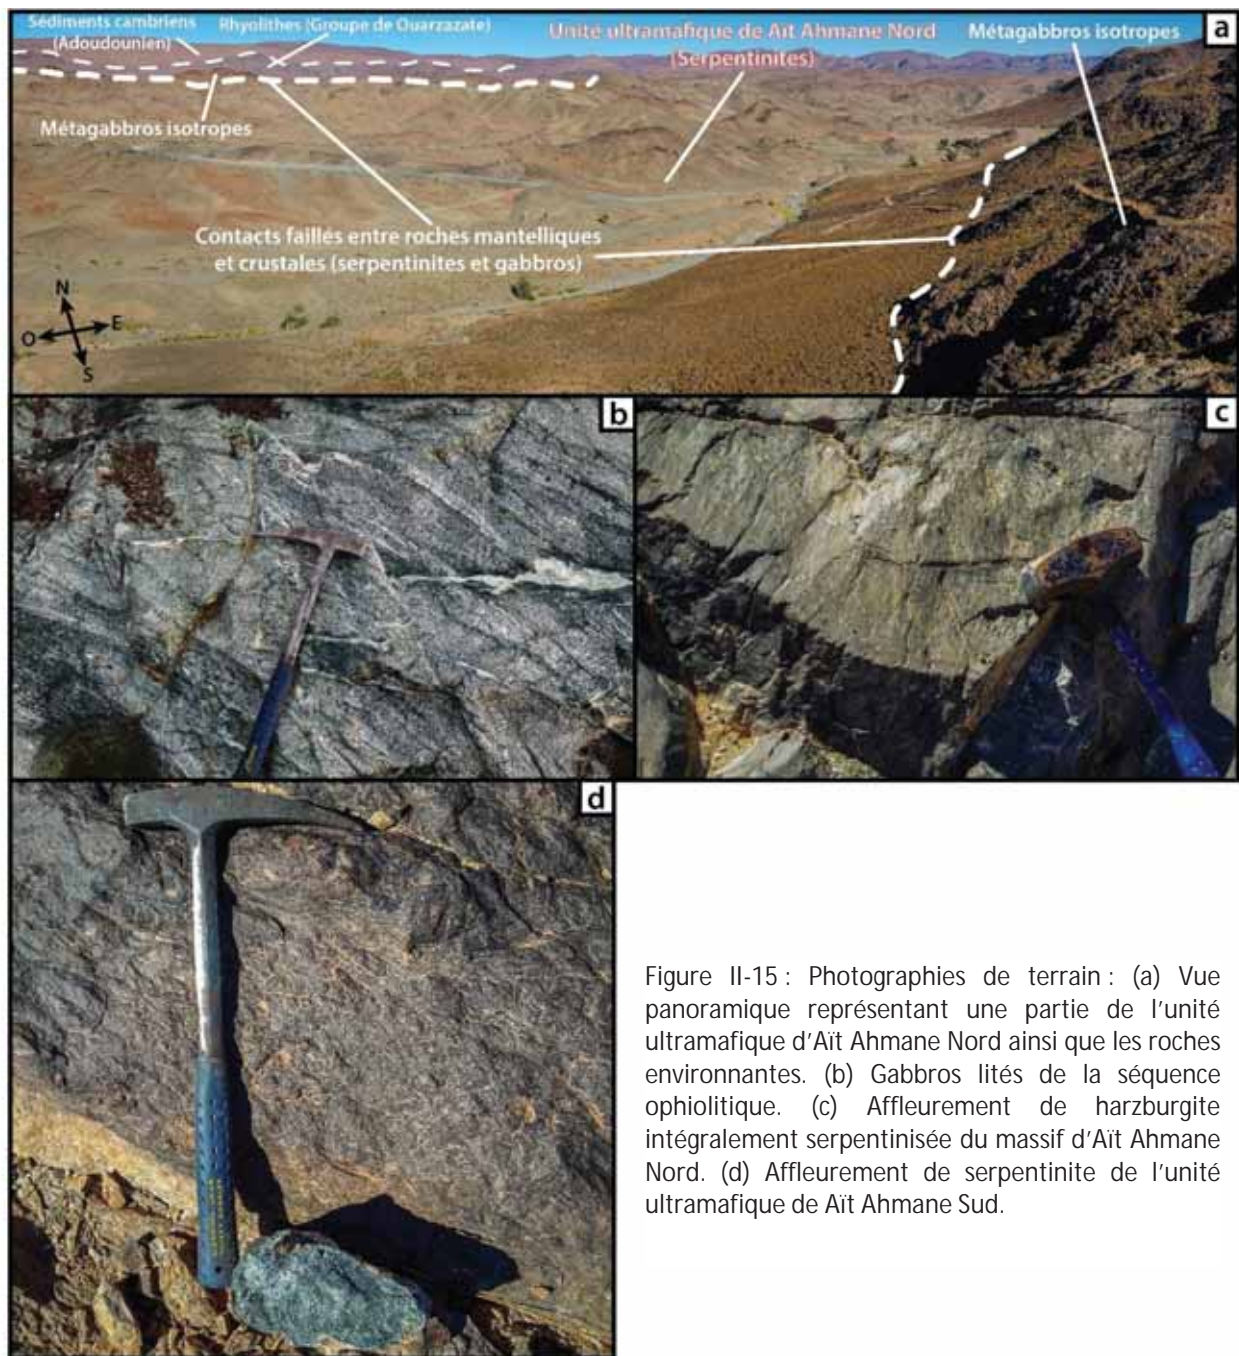 Sédiments cambriens
(Adoudounien)
Rhyolithes (Groupe de Ouarzazate)
Unité ultramafique de Aït Ahmane Nord
(Serpentinites)
Métagabbros isotropes
a
Métagabbros isotropes
Contacts faillés entre roches mantelliques
et crustales (serpentinites et gabbros)
N
O
E
S
b
c
d
Figure II-15 : Photographies de terrain : (a) Vue
panoramique représentant une partie de l'unité
ultramafique d'Aït Ahmane Nord ainsi que les roches
environnantes. (b) Gabbros lités de la séquence
ophiolitique. (c) Affleurement de harzburgite
intégralement serpentinisée du massif d'Aït Ahmane
Nord. (d) Affleurement de serpentinite de l'unité
ultramafique de Aït Ahmane Sud.